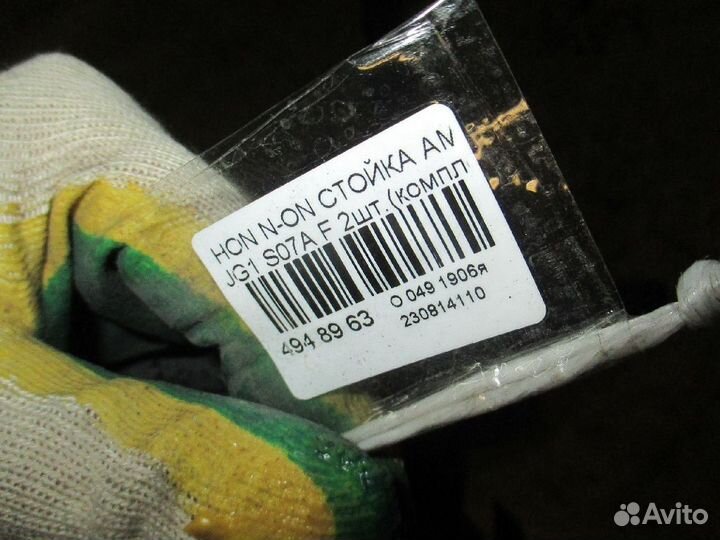 HON N-ON СТОЙКА АМ
JG1 S07A F 2шт.(компл
494 89 63
О 049 1906я
230814110
Avito